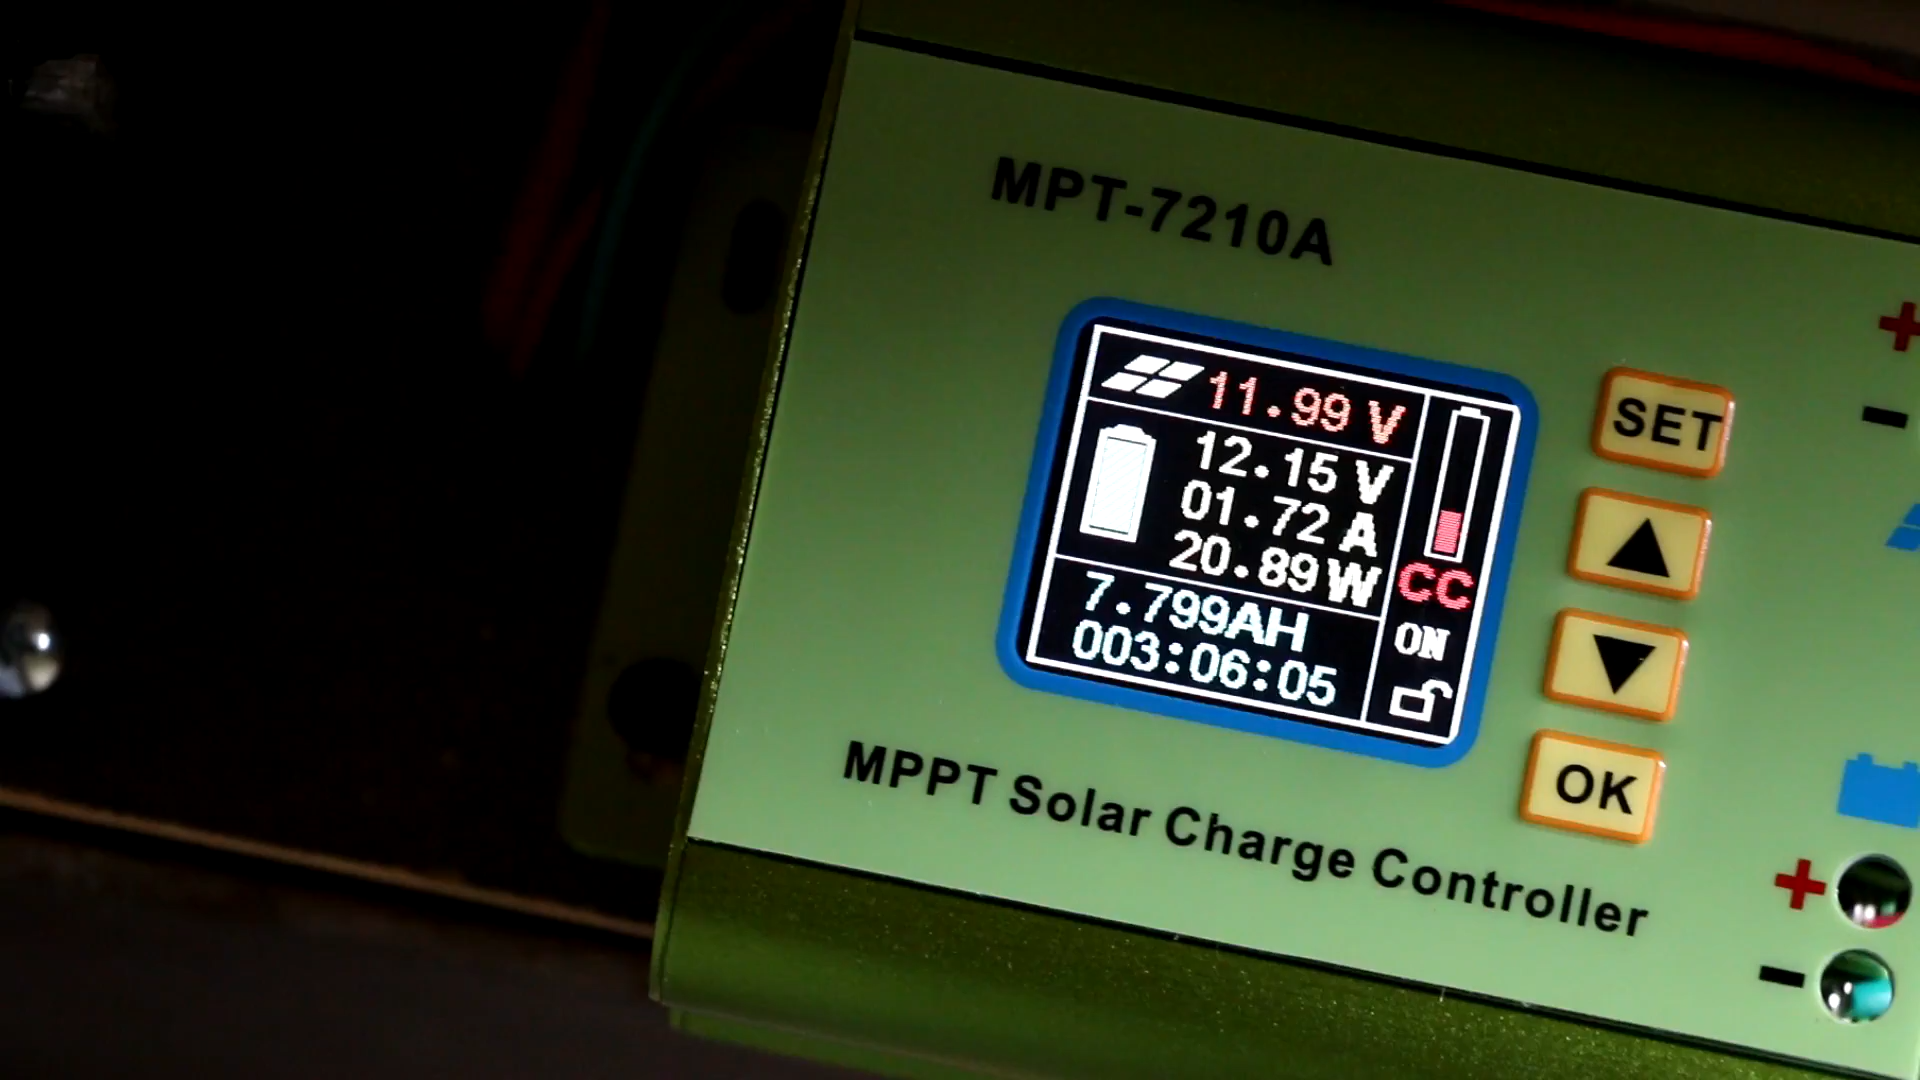 MPT-7210A
11.99 V
12.15 V
01.72 A
20.89 W
7.799AH
003:06:05
CC
ON
SET
OK
MPPT Solar Charge Controller
+
-
+
-